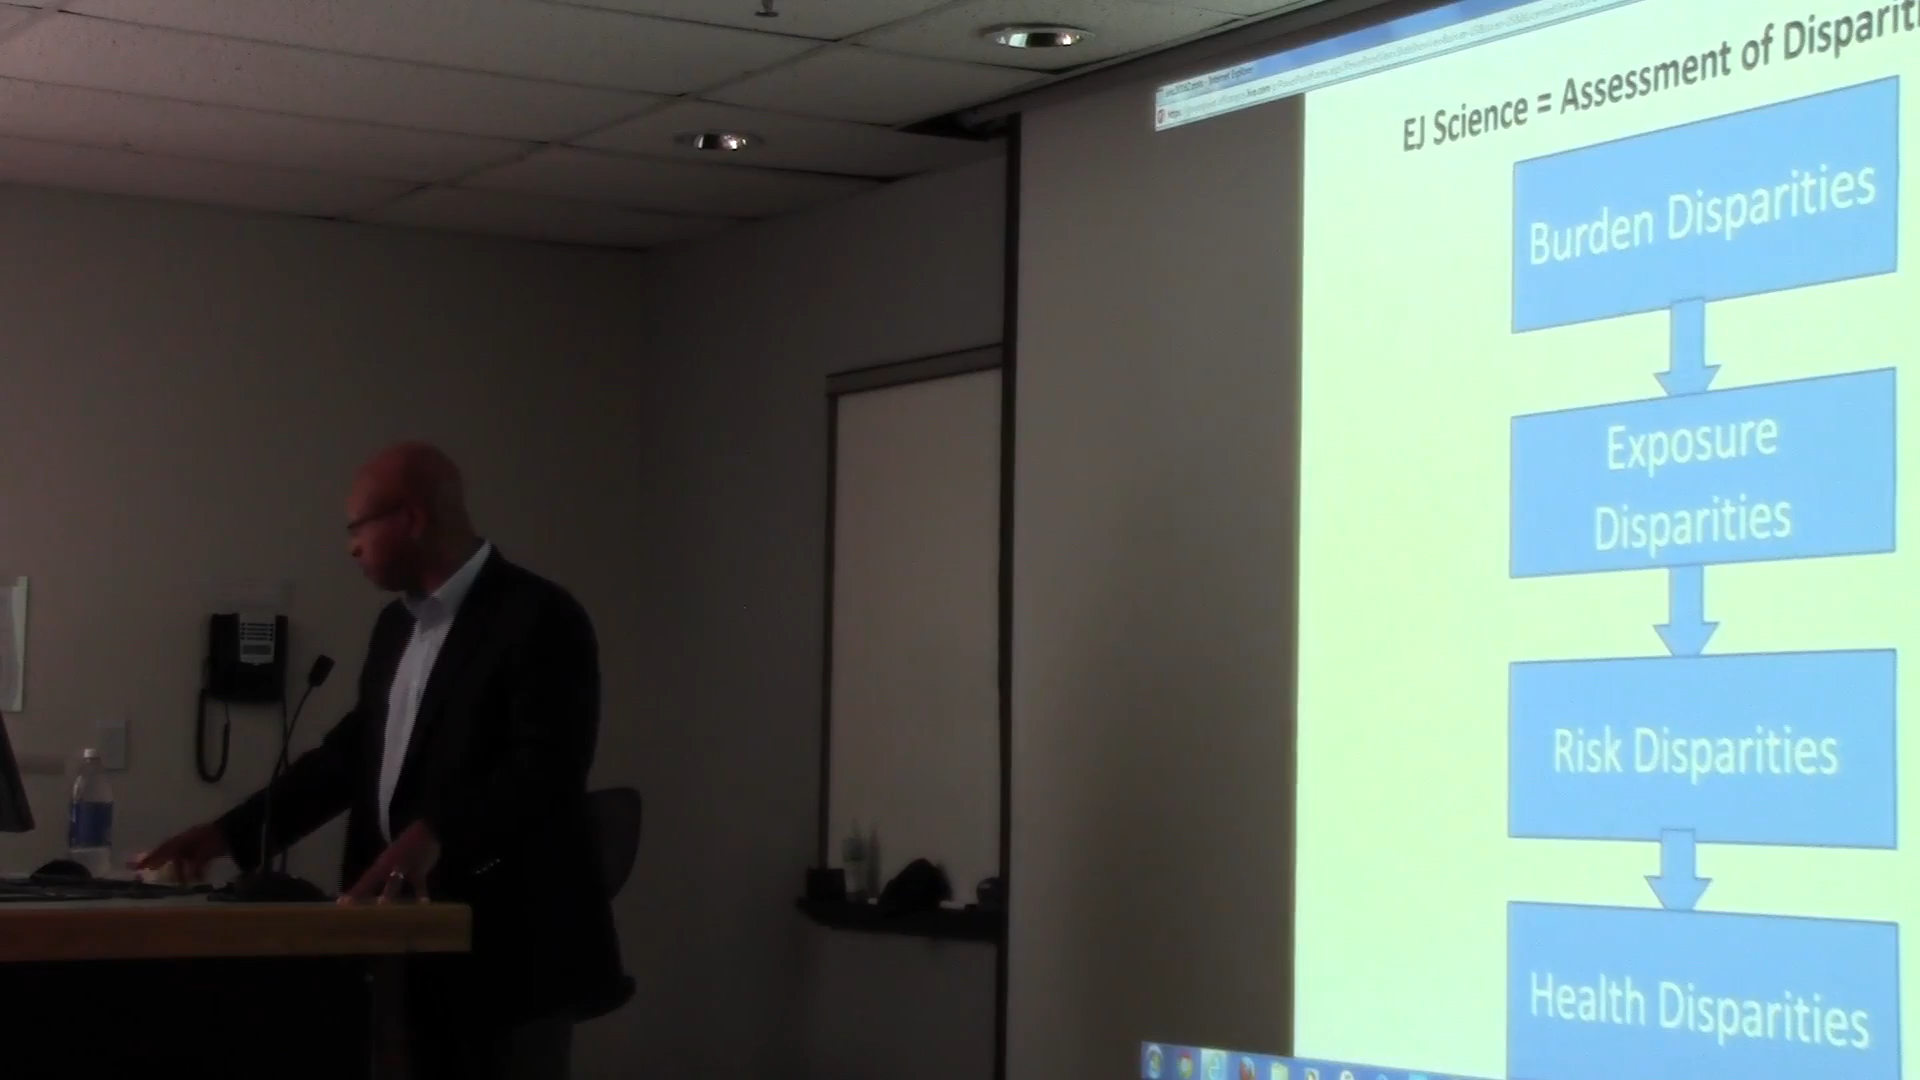 EJ Science = Assessment of Disparit
Burden Disparities
Exposure
Disparities
Risk Disparities
Health Disparities